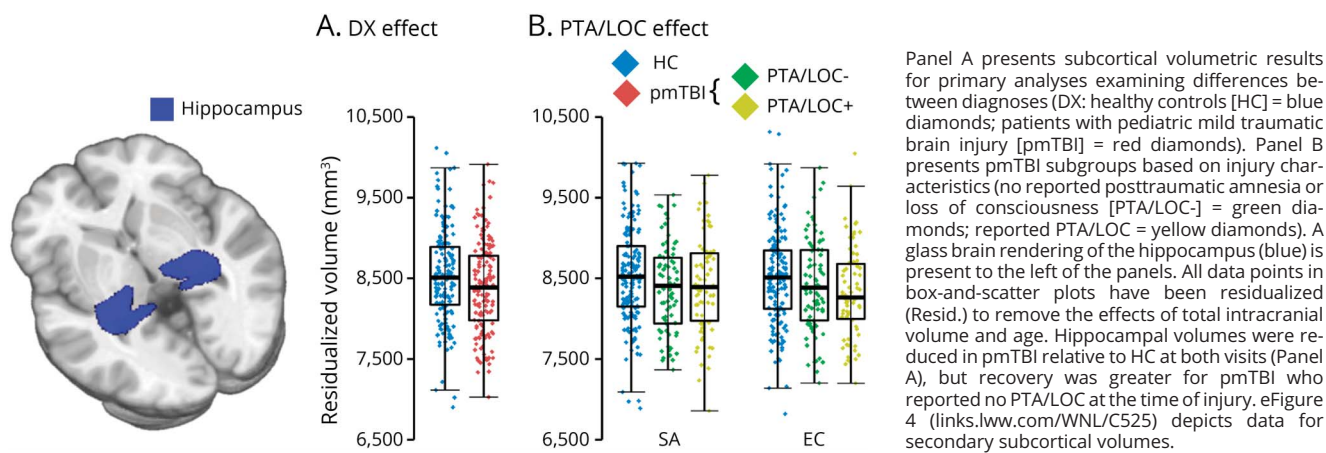 A. DX effect
B. PTA/LOC effect
HC
pmTBI {
PTA/LOC-
PTA/LOC+
Hippocampus
Residualized volume (mm³)
10,500
9,500
8,500
7,500
6,500
10,500
9,500
8,500
7,500
6,500
SA
EC
Panel A presents subcortical volumetric results
for primary analyses examining differences be-
tween diagnoses (DX: healthy controls [HC] = blue
diamonds; patients with pediatric mild traumatic
brain injury [pmTBI] = red diamonds). Panel B
presents pmTBI subgroups based on injury char-
acteristics (no reported posttraumatic amnesia or
loss of consciousness [PTA/LOC-] = green dia-
monds; reported PTA/LOC = yellow diamonds). A
glass brain rendering of the hippocampus (blue) is
present to the left of the panels. All data points in
box-and-scatter plots have been residualized
(Resid.) to remove the effects of total intracranial
volume and age. Hippocampal volumes were re-
duced in pmTBI relative to HC at both visits (Panel
A), but recovery was greater for pmTBI who
reported no PTA/LOC at the time of injury. eFigure
4 (links.lww.com/WNL/C525) depicts data for
secondary subcortical volumes.